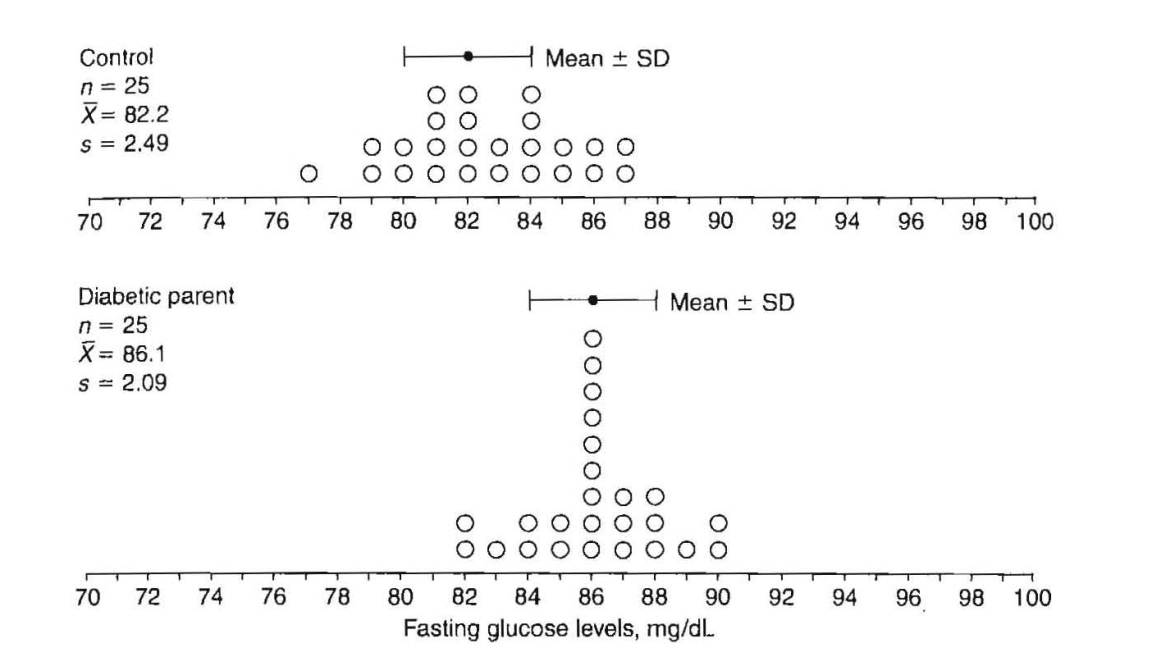 Control
n = 25
X̄ = 82.2
s = 2.49
Mean ± SD
70 72 74 76 78 80 82 84 86 88 90 92 94 96 98 100
Diabetic parent
n = 25
X̄ = 86.1
s = 2.09
Mean ± SD
70 72 74 76 78 80 82 84 86 88 90 92 94 96 98 100
Fasting glucose levels, mg/dL